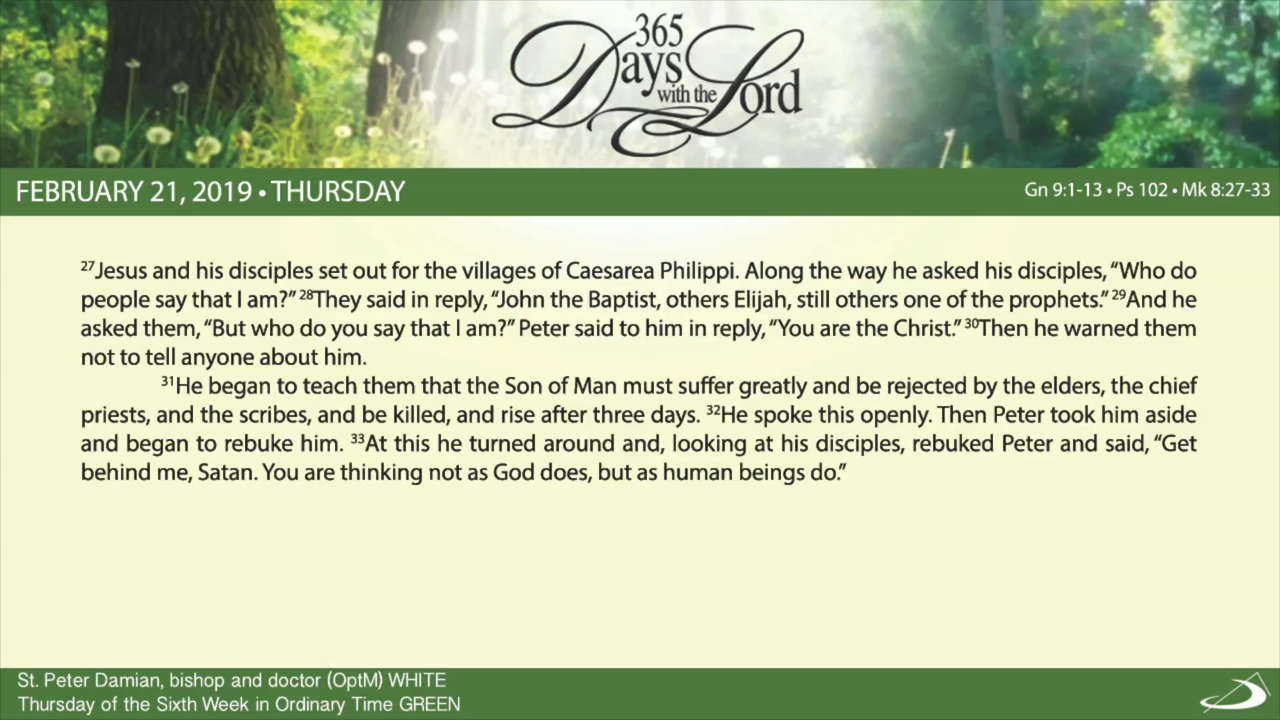 365
Days
with the Lord
FEBRUARY 21, 2019 • THURSDAY
Gn 9:1-13 • Ps 102 • Mk 8:27-33
²⁷Jesus and his disciples set out for the villages of Caesarea Philippi. Along the way he asked his disciples, “Who do
people say that I am?” ²⁸They said in reply, “John the Baptist, others Elijah, still others one of the prophets.” ²⁹And he
asked them, “But who do you say that I am?” Peter said to him in reply, “You are the Christ.” ³⁰Then he warned them
not to tell anyone about him.
³¹He began to teach them that the Son of Man must suffer greatly and be rejected by the elders, the chief
priests, and the scribes, and be killed, and rise after three days. ³²He spoke this openly. Then Peter took him aside
and began to rebuke him. ³³At this he turned around and, looking at his disciples, rebuked Peter and said, “Get
behind me, Satan. You are thinking not as God does, but as human beings do.”
St. Peter Damian, bishop and doctor (OptM) WHITE
Thursday of the Sixth Week in Ordinary Time GREEN